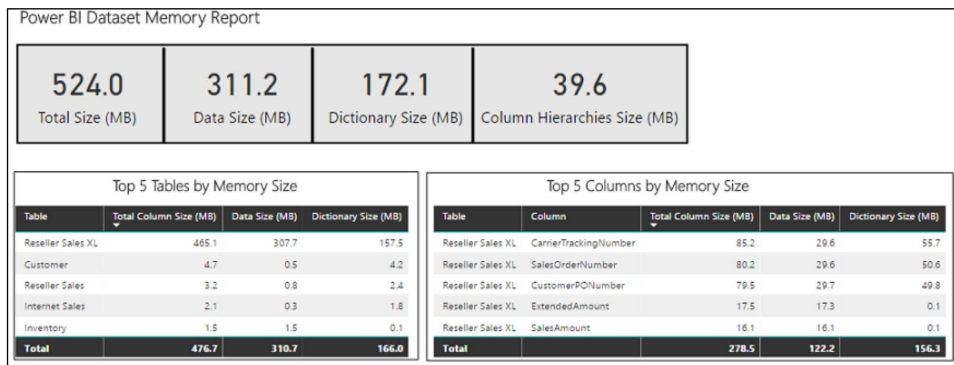 Power BI Dataset Memory Report
524.0 311.2 172.1 39.6
Total Size (MB) Data Size (MB) Dictionary Size (MB) Column Hierarchies Size (MB)
Top 5 Tables by Memory Size
Table Total Column Size (MB) Data Size (MB) Dictionary Size (MB)
Reseller Sales XL 465.1 307.7 157.5
Customer 4.7 0.5 4.2
Reseller Sales 3.2 0.8 2.4
Internet Sales 2.1 0.3 1.8
Inventory 1.5 1.5 0.1
Total 476.7 310.7 166.0
Top 5 Columns by Memory Size
Table Column Total Column Size (MB) Data Size (MB) Dictionary Size (MB)
Reseller Sales XL CarrierTrackingNumber 85.2 29.6 55.7
Reseller Sales XL SalesOrderNumber 80.2 29.6 50.6
Reseller Sales XL CustomerPONumber 79.5 29.7 49.8
Reseller Sales XL ExtendedAmount 17.5 17.3 0.1
Reseller Sales XL SalesAmount 16.1 16.1 0.1
Total 278.5 122.2 156.3